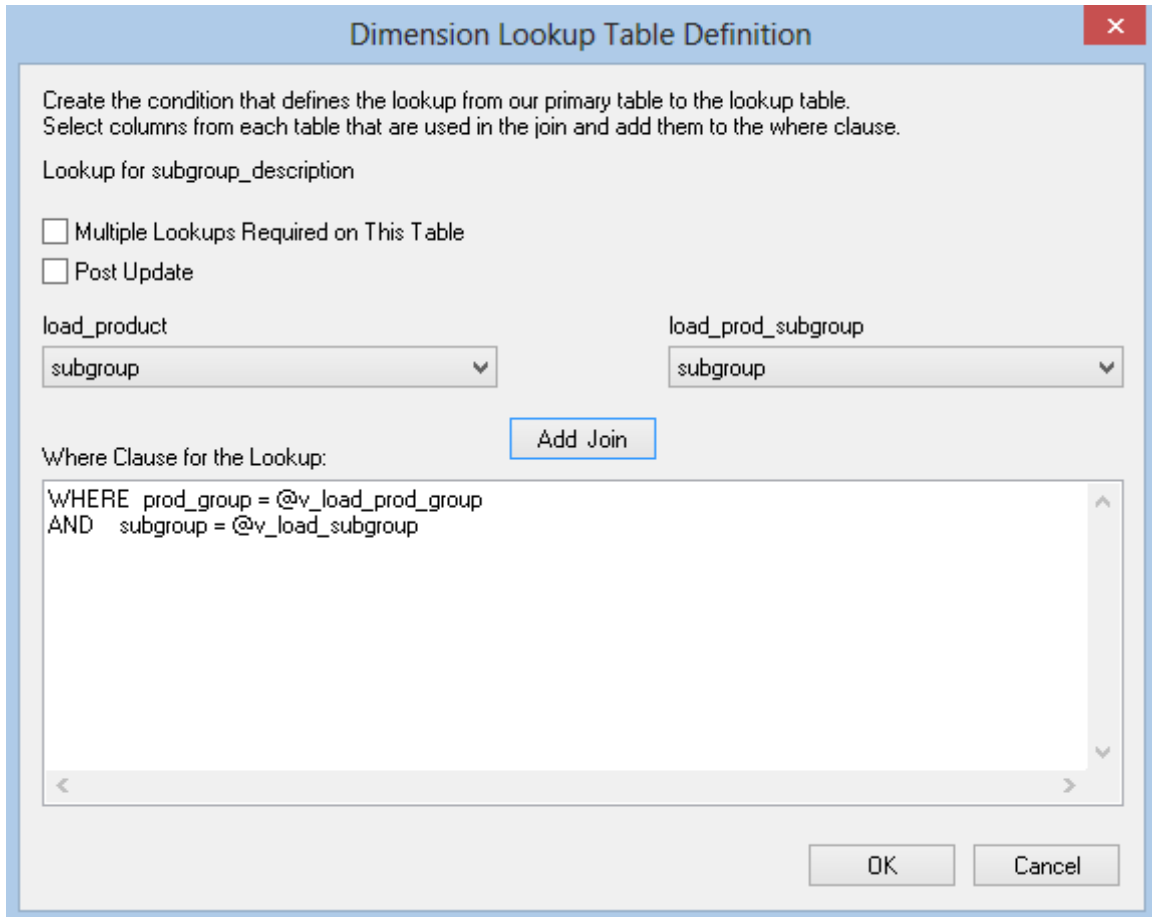 Dimension Lookup Table Definition
Create the condition that defines the lookup from our primary table to the lookup table.
Select columns from each table that are used in the join and add them to the where clause.
Lookup for subgroup_description
Multiple Lookups Required on This Table
Post Update
load_product
load_prod_subgroup
subgroup
subgroup
Add Join
Where Clause for the Lookup:
WHERE prod_group = @v_load_prod_group
AND subgroup = @v_load_subgroup
OK
Cancel